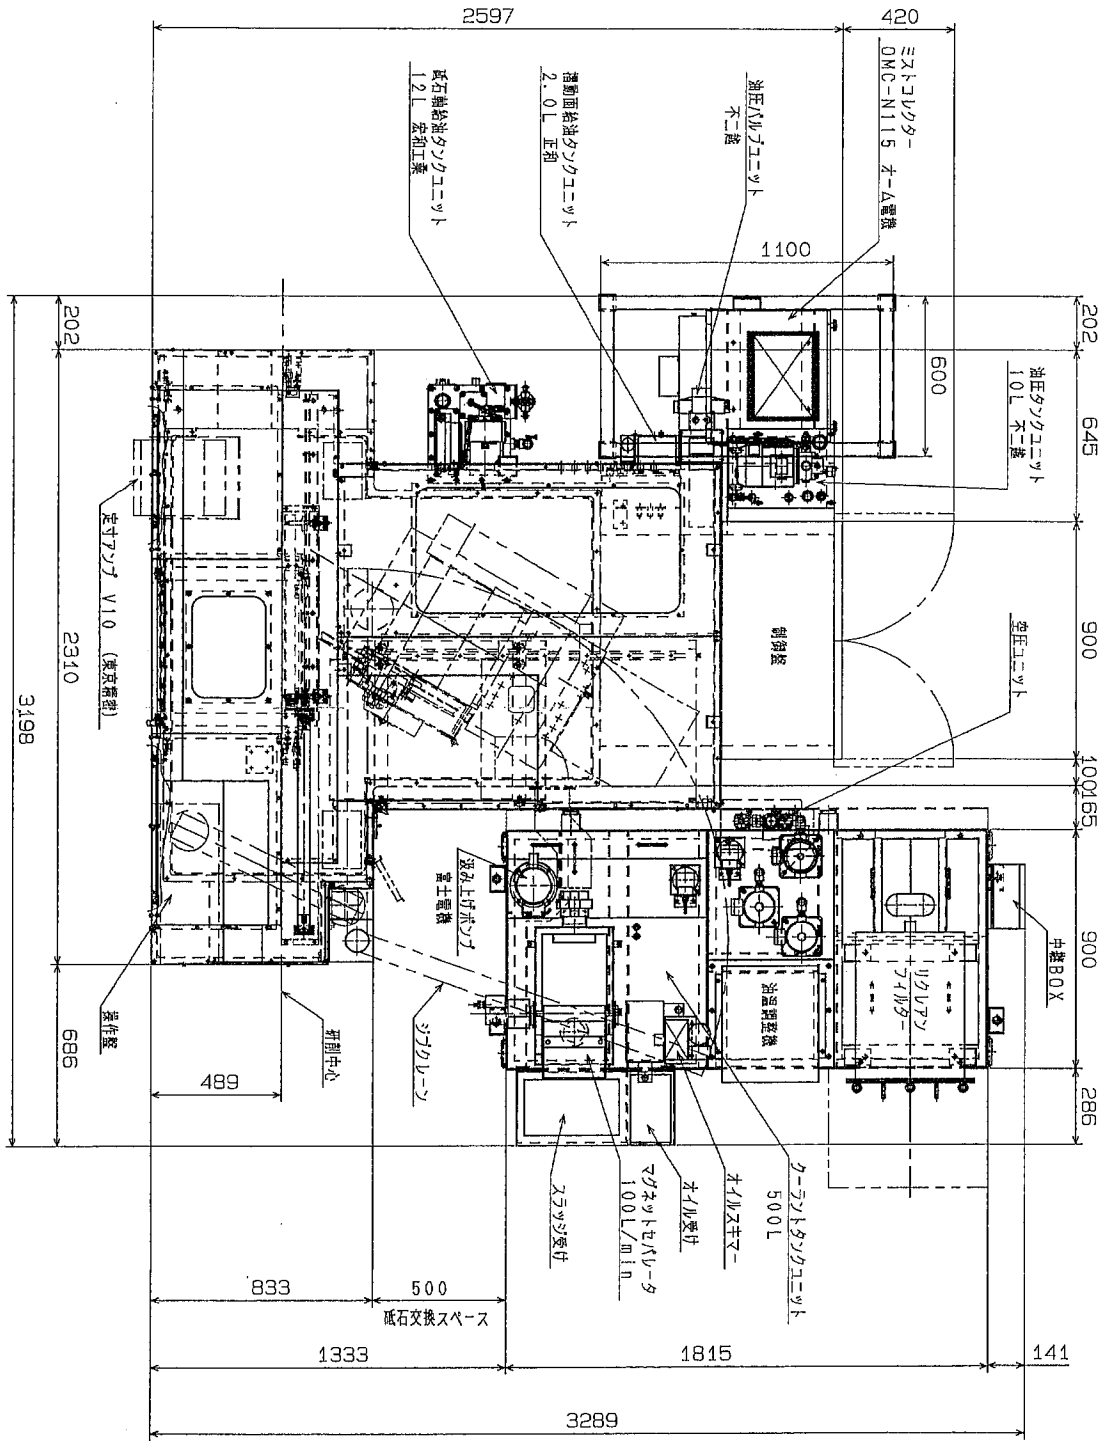 2597
420
ミストコレクター
OMC-N115 オーム電機
油圧バルブユニット
不二越
摺動面給油タンクユニット
2.0L 正和
砥石軸給油タンクユニット
12L 宏和工業
1100
202
600
202
645
油圧タンクユニット
10L 不二越
900
制御盤
空圧ユニット
100
165
900
中継BOX
286
3198
2310
686
定寸アンプ V10 (東京精密)
操作盤
489
研削中心
ジブクレーン
汲み上げポンプ
富士電機
油温調整機
リクレアン
フィルター
クーラントタンクユニット
500L
オイルスキマー
オイル受け
マグネットセパレータ
100L/min
スラッジ受け
833
500
砥石交換スペース
1333
1815
141
3289